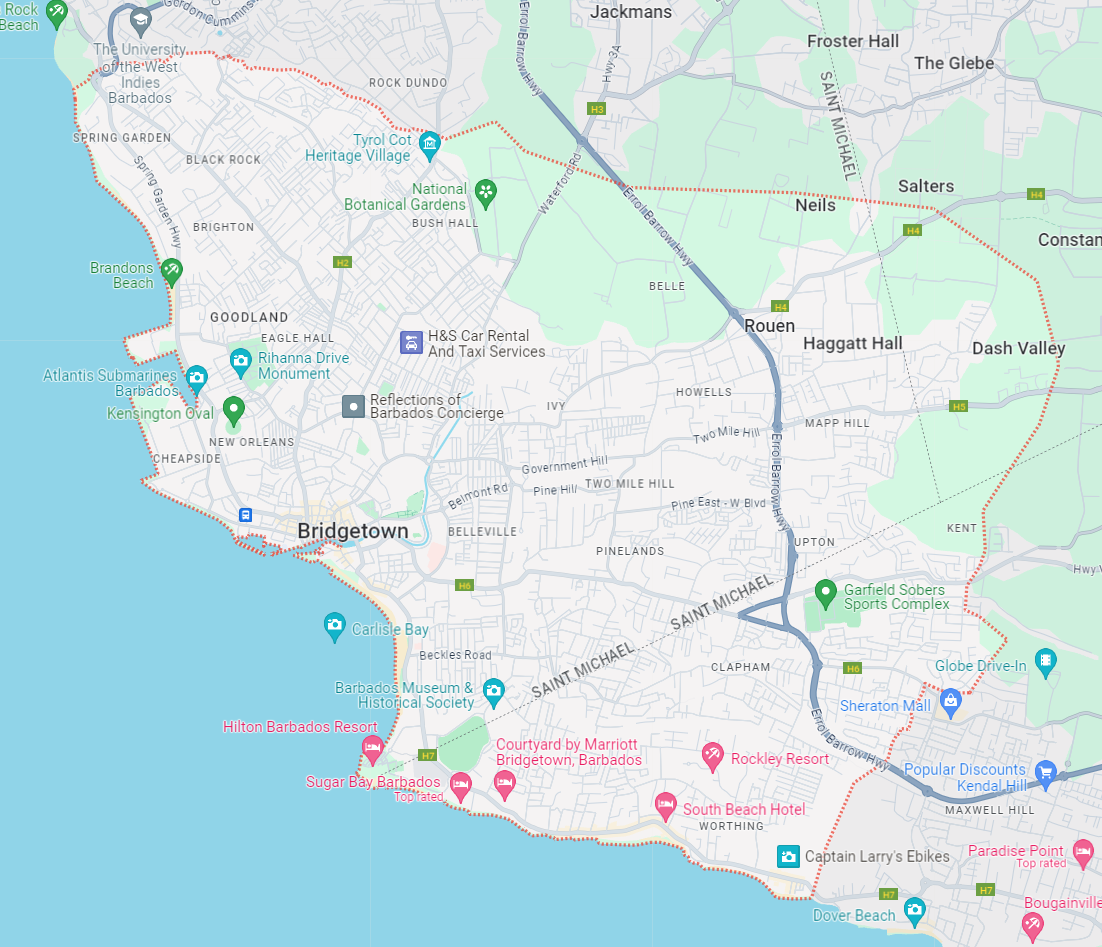 Rock
Beach
Gordon Cummins
Jackmans
Froster Hall
The Glebe
The University
of the West
Indies
Barbados
ROCK DUNDO
Errol Barrow Hwy
Hwy 3A
H3
SAINT MICHAEL
SPRING GARDEN
BLACK ROCK
Tyrol Cot
Heritage Village
Waterford Rd
National
Botanical Gardens
BUSH HALL
Spring Garden Hwy
BRIGHTON
Errol Barrow Hwy
Salters
H4
Neils
H4
Constan
H2
Brandons
Beach
BELLE
H4
GOODLAND
EAGLE HALL
H&S Car Rental
And Taxi Services
Rouen
Haggatt Hall
Dash Valley
Rihanna Drive
Monument
Atlantis Submarines
Barbados
Kensington Oval
Reflections of
Barbados Concierge
IVY
HOWELLS
H5
MAPP HILL
NEW ORLEANS
CHEAPSIDE
Two Mile Hill
Government Hill
Errol Barrow Hwy
Belmont Rd
Pine Hill
TWO MILE HILL
Pine East - W Blvd
Bridgetown
BELLEVILLE
KENT
UPTON
PINELANDS
Hwy
H6
SAINT MICHAEL
Garfield Sobers
Sports Complex
Carlisle Bay
Beckles Road
SAINT MICHAEL
CLAPHAM
H6
Globe Drive-In
Barbados Museum &
Historical Society
Sheraton Mall
Hilton Barbados Resort
Errol Barrow Hwy
H7
Courtyard by Marriott
Bridgetown, Barbados
Rockley Resort
Sugar Bay Barbados
Top rated
Popular Discounts
Kendal Hill
South Beach Hotel
WORTHING
MAXWELL HILL
Captain Larry's Ebikes
Paradise Point
Top rated
H7
H7
Dover Beach
Bougainville